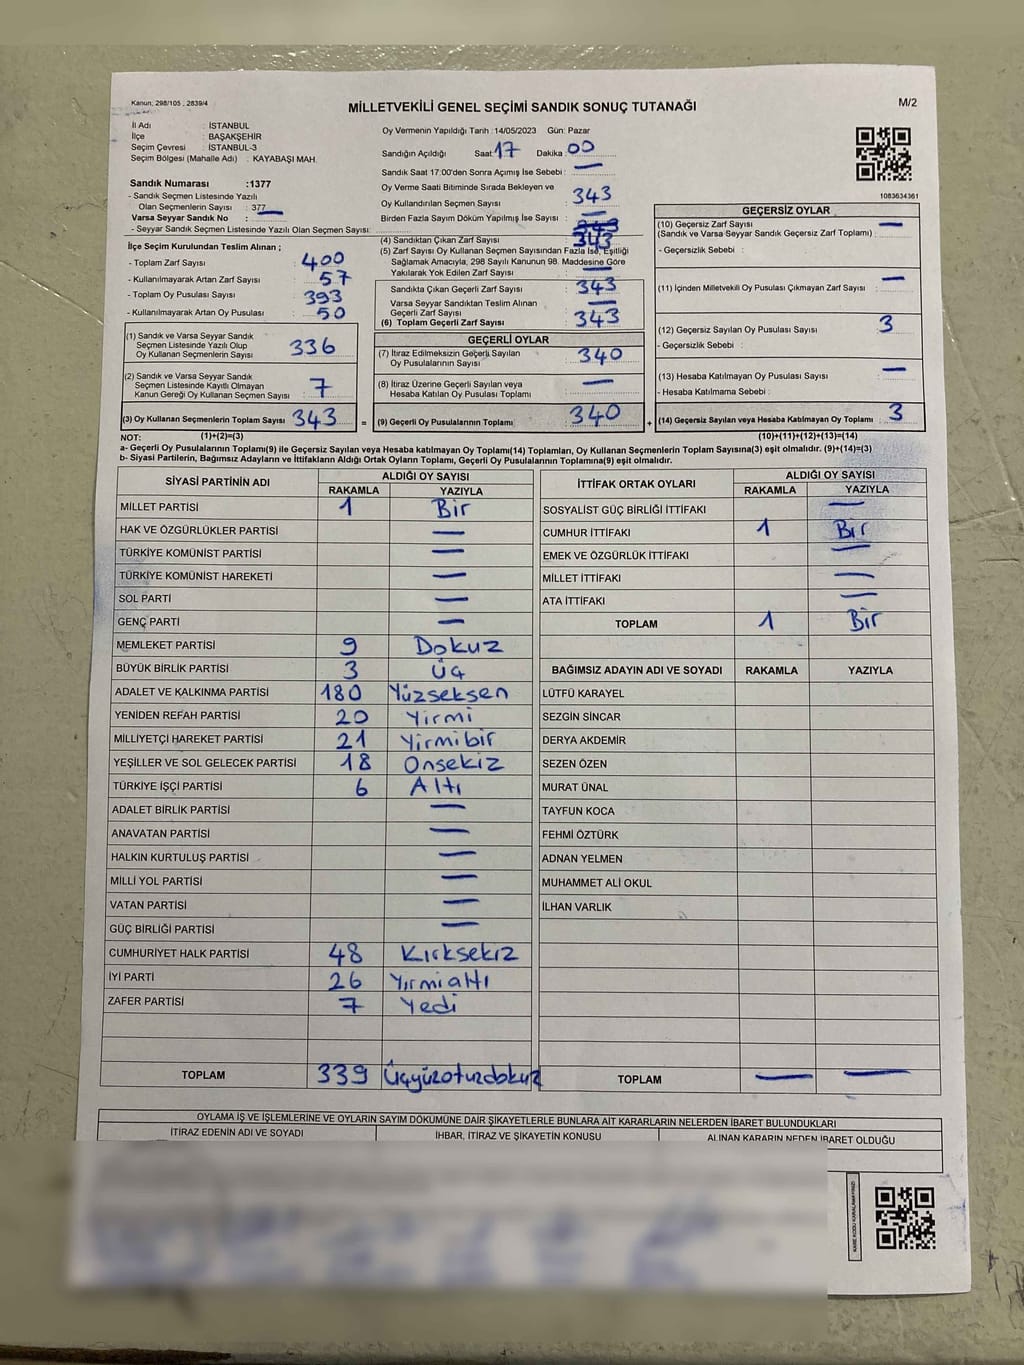 Kanun; 298/105 , 2839/4
MİLLETVEKİLİ GENEL SEÇİMİ SANDIK SONUÇ TUTANAĞI
M/2
İl Adı : İSTANBUL
İlçe : BAŞAKŞEHİR
Seçim Çevresi : İSTANBUL-3
Seçim Bölgesi (Mahalle Adı) : KAYABAŞI MAH.
Sandık Numarası :1377
- Sandık Seçmen Listesinde Yazılı
Olan Seçmenlerin Sayısı : 377
Varsa Seyyar Sandık No :
- Seyyar Sandık Seçmen Listesinde Yazılı Olan Seçmen Sayısı:
İlçe Seçim Kurulundan Teslim Alınan ;
- Toplam Zarf Sayısı : 400
- Kullanılmayarak Artan Zarf Sayısı : 57
- Toplam Oy Pusulası Sayısı : 393
- Kullanılmayarak Artan Oy Pusulası : 50
(1) Sandık ve Varsa Seyyar Sandık
Seçmen Listesinde Yazılı Olup
Oy Kullanan Seçmenlerin Sayısı : 336
(2) Sandık ve Varsa Seyyar Sandık
Seçmen Listesinde Kayıtlı Olmayan
Kanun Gereği Oy Kullanan Seçmen Sayısı : 7
(3) Oy Kullanan Seçmenlerin Toplam Sayısı : 343
Oy Vermenin Yapıldığı Tarih :14/05/2023 Gün: Pazar
Sandığın Açıldığı Saat: 17 Dakika: 00
Sandık Saat 17:00'den Sonra Açımış İse Sebebi : —
Oy Verme Saati Bitiminde Sırada Bekleyen ve
Oy Kullandırılan Seçmen Sayısı : 343
Birden Fazla Sayım Döküm Yapılmış İse Sayısı : —
(4) Sandıktan Çıkan Zarf Sayısı : 343
(5) Zarf Sayısı Oy Kullanan Seçmen Sayısından Fazla İse, Eşitliği
Sağlamak Amacıyla, 298 Sayılı Kanunun 98. Maddesine Göre
Yakılarak Yok Edilen Zarf Sayısı : —
Sandıkta Çıkan Geçerli Zarf Sayısı : 343
Varsa Seyyar Sandıktan Teslim Alınan
Geçerli Zarf Sayısı : —
(6) Toplam Geçerli Zarf Sayısı : 343
GEÇERLİ OYLAR
(7) İtiraz Edilmeksizin Geçerli Sayılan
Oy Pusulalarının Sayısı : 340
(8) İtiraz Üzerine Geçerli Sayılan veya
Hesaba Katılan Oy Pusulası Toplamı : —
= (9) Geçerli Oy Pusulalarının Toplamı : 340
1083634361
GEÇERSİZ OYLAR
(10) Geçersiz Zarf Sayısı : —
(Sandık ve Varsa Seyyar Sandık Geçersiz Zarf Toplamı)
- Geçersizlik Sebebi :
(11) İçinden Milletvekili Oy Pusulası Çıkmayan Zarf Sayısı : —
(12) Geçersiz Sayılan Oy Pusulası Sayısı : 3
- Geçersizlik Sebebi :
(13) Hesaba Katılmayan Oy Pusulası Sayısı : —
- Hesaba Katılmama Sebebi :
+ (14) Geçersiz Sayılan veya Hesaba Katılmayan Oy Toplamı : 3
NOT: (1)+(2)=(3) (10)+(11)+(12)+(13)=(14)
a- Geçerli Oy Pusulalarının Toplamı(9) ile Geçersiz Sayılan veya Hesaba katılmayan Oy Toplamı(14) Toplamları, Oy Kullanan Seçmenlerin Toplam Sayısına(3) eşit olmalıdır. (9)+(14)=(3)
b- Siyasi Partilerin, Bağımsız Adayların ve İttifakların Aldığı Ortak Oyların Toplamı, Geçerli Oy Pusulalarının Toplamına(9) eşit olmalıdır.
SİYASİ PARTİNİN ADI ALDIĞI OY SAYISI
RAKAMLA YAZIYLA
MİLLET PARTİSİ 1 Bir
HAK VE ÖZGÜRLÜKLER PARTİSİ —
TÜRKİYE KOMÜNİST PARTİSİ —
TÜRKİYE KOMÜNİST HAREKETİ —
SOL PARTİ —
GENÇ PARTİ —
MEMLEKET PARTİSİ 9 Dokuz
BÜYÜK BİRLİK PARTİSİ 3 Üç
ADALET VE KALKINMA PARTİSİ 180 Yüzseksen
YENİDEN REFAH PARTİSİ 20 Yirmi
MİLLİYETÇİ HAREKET PARTİSİ 21 Yirmibir
YEŞİLLER VE SOL GELECEK PARTİSİ 18 Onsekiz
TÜRKİYE İŞÇİ PARTİSİ 6 Altı
ADALET BİRLİK PARTİSİ —
ANAVATAN PARTİSİ —
HALKIN KURTULUŞ PARTİSİ —
MİLLİ YOL PARTİSİ —
VATAN PARTİSİ —
GÜÇ BİRLİĞİ PARTİSİ —
CUMHURİYET HALK PARTİSİ 48 Kırksekiz
İYİ PARTİ 26 Yirmialtı
ZAFER PARTİSİ 7 Yedi
TOPLAM 339 Üçyüzotuzdokuz
İTTİFAK ORTAK OYLARI ALDIĞI OY SAYISI
RAKAMLA YAZIYLA
SOSYALİST GÜÇ BİRLİĞİ İTTİFAKI —
CUMHUR İTTİFAKI 1 Bir
EMEK VE ÖZGÜRLÜK İTTİFAKI —
MİLLET İTTİFAKI —
ATA İTTİFAKI —
TOPLAM 1 Bir
BAĞIMSIZ ADAYIN ADI VE SOYADI RAKAMLA YAZIYLA
LÜTFÜ KARAYEL
SEZGİN SİNCAR
DERYA AKDEMİR
SEZEN ÖZEN
MURAT ÜNAL
TAYFUN KOCA
FEHMİ ÖZTÜRK
ADNAN YELMEN
MUHAMMET ALİ OKUL
İLHAN VARLIK
TOPLAM — —
OYLAMA İŞ VE İŞLEMLERİNE VE OYLARIN SAYIM DÖKÜMÜNE DAİR ŞİKAYETLERLE BUNLARA AİT KARARLARIN NELERDEN İBARET BULUNDUKLARI
İTİRAZ EDENİN ADI VE SOYADI İHBAR, İTİRAZ VE ŞİKAYETİN KONUSU ALINAN KARARIN NEDEN İBARET OLDUĞU